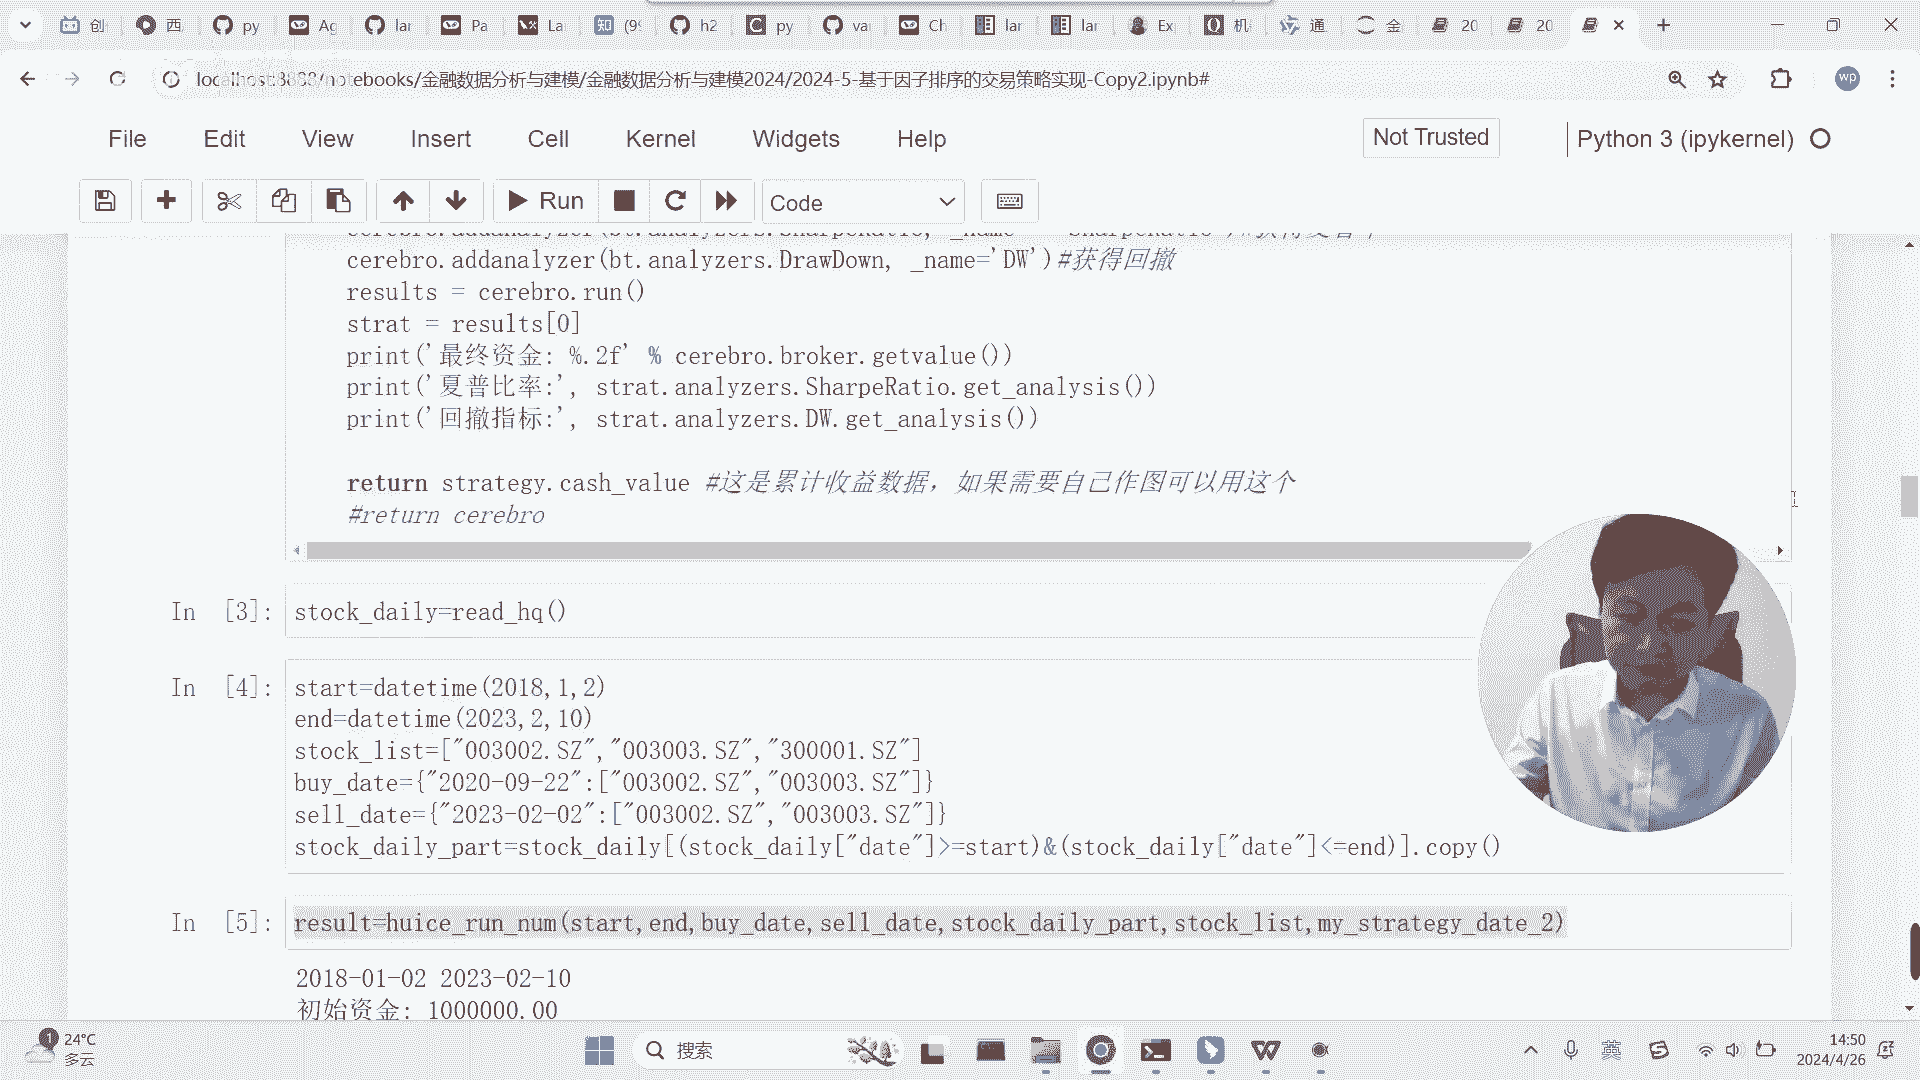 创
西
py
Ag
lar
Pa
La
知 (9
h2
py
va
Ch
lar
lar
Ex
机
通
金
20
20
localhost:8888/notebooks/金融数据分析与建模/金融数据分析与建模2024/2024-5-基于因子排序的交易策略实现-Copy2.ipynb#
wp
File Edit View Insert Cell Kernel Widgets Help
Not Trusted
Python 3 (ipykernel)
Run
Code
cerebro.addanalyzer(bt.analyzers.DrawDown, _name='DW')#获得回撤
results = cerebro.run()
strat = results[0]
print('最终资金: %.2f' % cerebro.broker.getvalue())
print('夏普比率:', strat.analyzers.SharpeRatio.get_analysis())
print('回撤指标:', strat.analyzers.DW.get_analysis())
return strategy.cash_value #这是累计收益数据，如果需要自己作图可以用这个
#return cerebro
In [3]: stock_daily=read_hq()
In [4]: start=datetime(2018,1,2)
end=datetime(2023,2,10)
stock_list=["003002.SZ","003003.SZ","300001.SZ"]
buy_date={"2020-09-22":["003002.SZ","003003.SZ"]}
sell_date={"2023-02-02":["003002.SZ","003003.SZ"]}
stock_daily_part=stock_daily[(stock_daily["date"]>=start)&(stock_daily["date"]<=end)].copy()
In [5]: result=huice_run_num(start,end,buy_date,sell_date,stock_daily_part,stock_list,my_strategy_date_2)
2018-01-02 2023-02-10
初始资金: 1000000.00
1
24°C
多云
搜索
英
14:50
2024/4/26